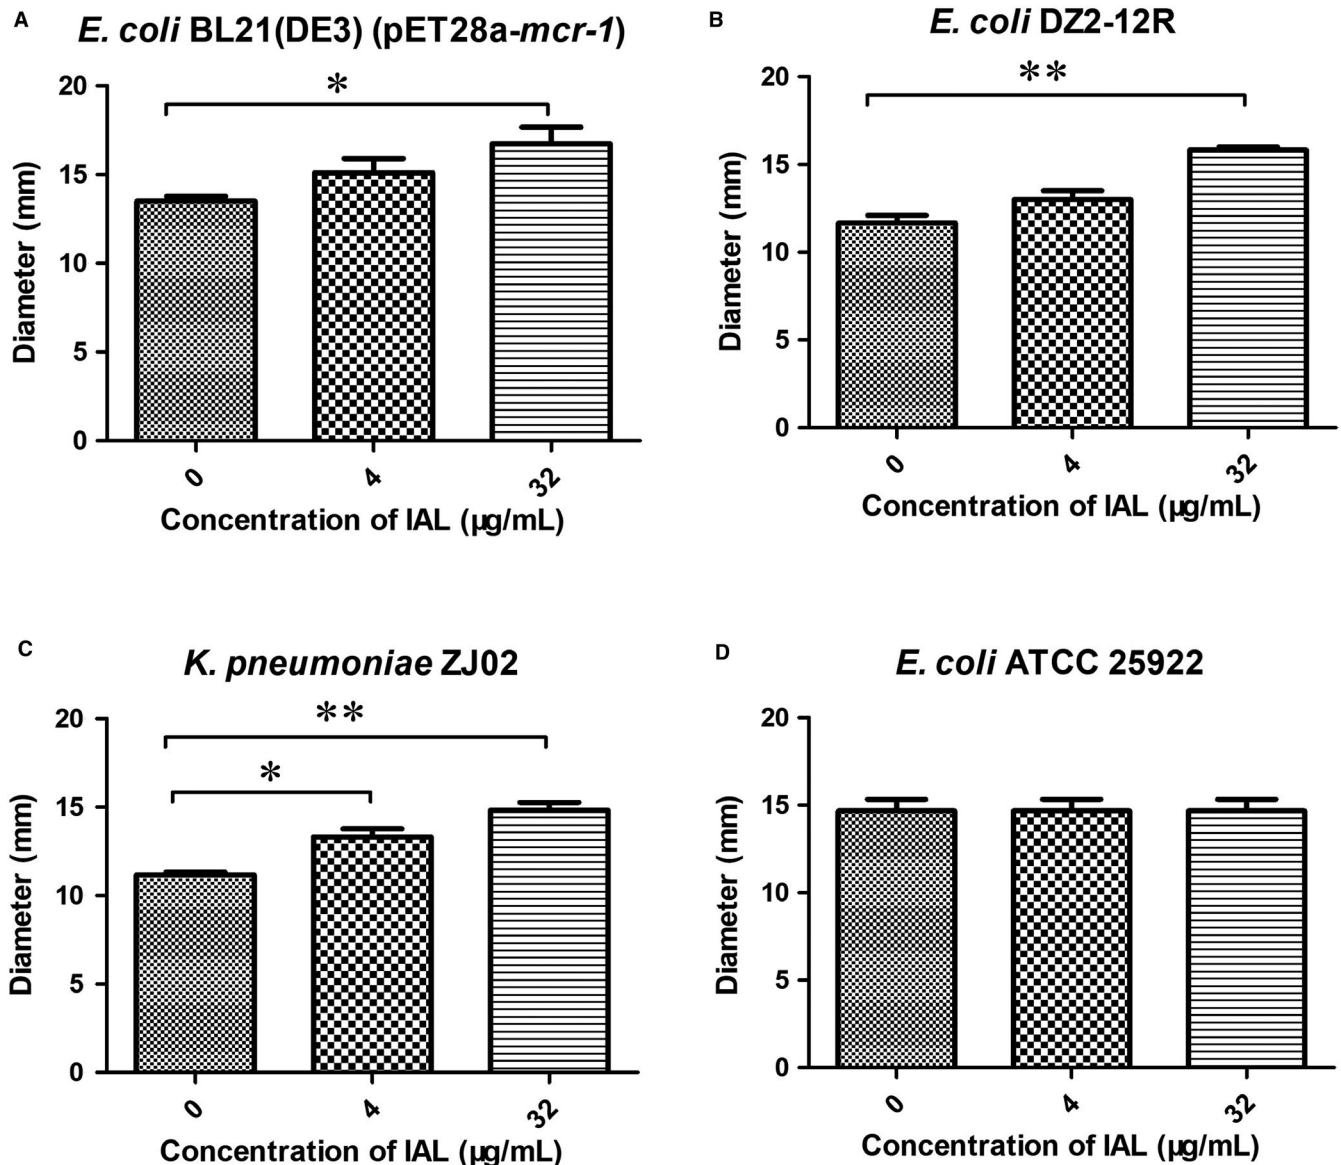 A
E. coli BL21(DE3) (pET28a-mcr-1)
*
20
15
10
5
0
Diameter (mm)
0
4
32
Concentration of IAL (µg/mL)
B
E. coli DZ2-12R
**
20
15
10
5
0
Diameter (mm)
0
4
32
Concentration of IAL (µg/mL)
C
K. pneumoniae ZJ02
**
*
20
15
10
5
0
Diameter (mm)
0
4
32
Concentration of IAL (µg/mL)
D
E. coli ATCC 25922
20
15
10
5
0
Diameter (mm)
0
4
32
Concentration of IAL (µg/mL)